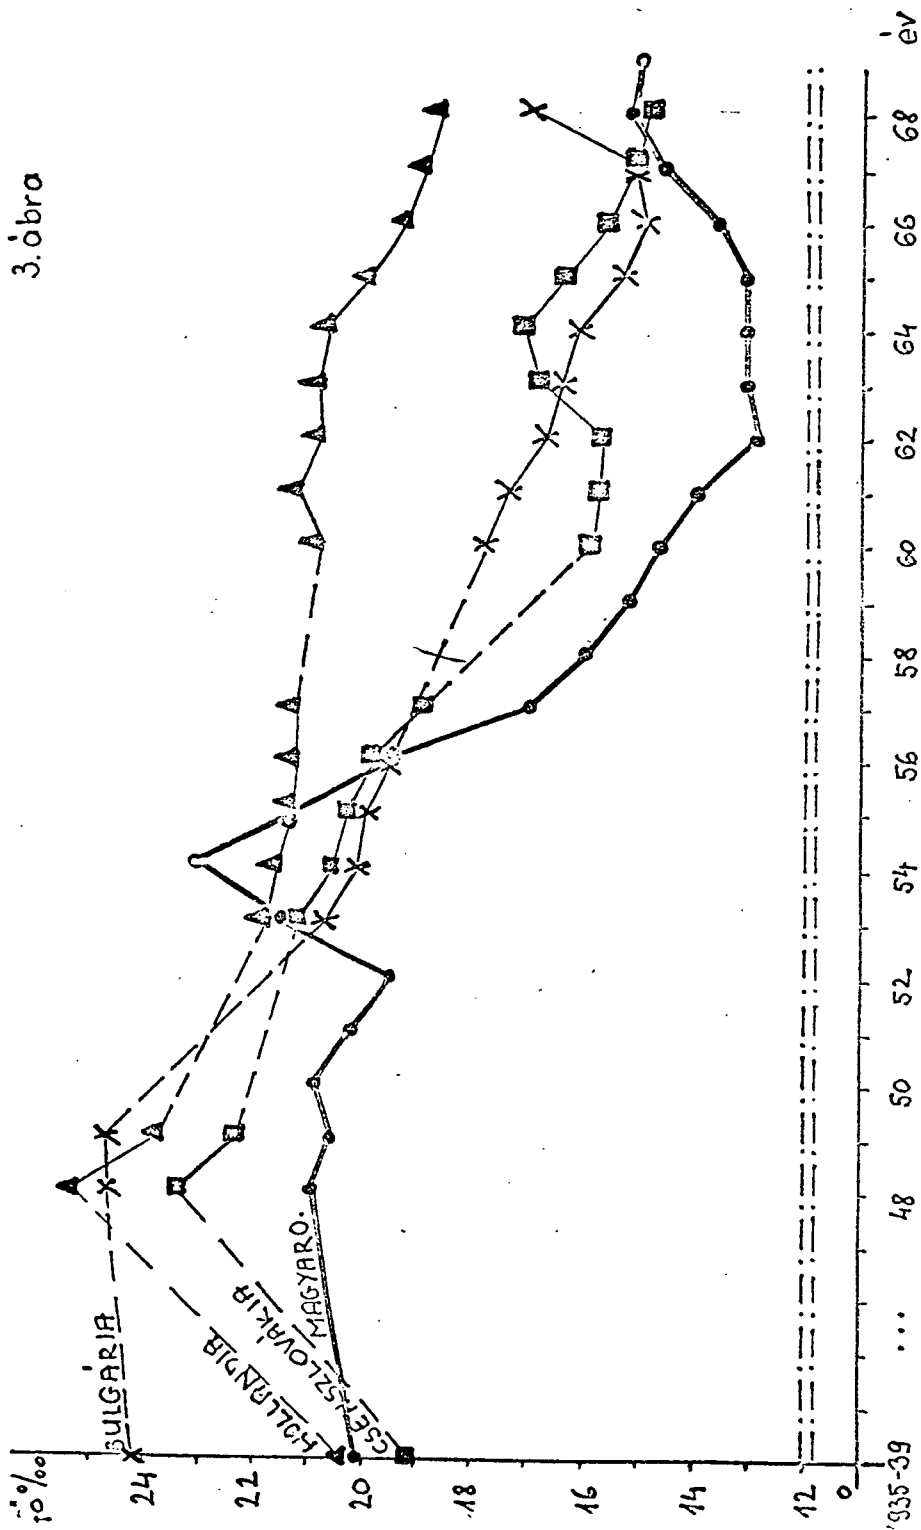 3. ábra
fő ‰
24
22
20
18
16
14
12
0
BULGÁRIA
HOLLANDIA
CSEHSZLOVÁKIA
MAGYARO.
1935-39 .... 48 50 52 54 56 58 60 62 64 66 68 év